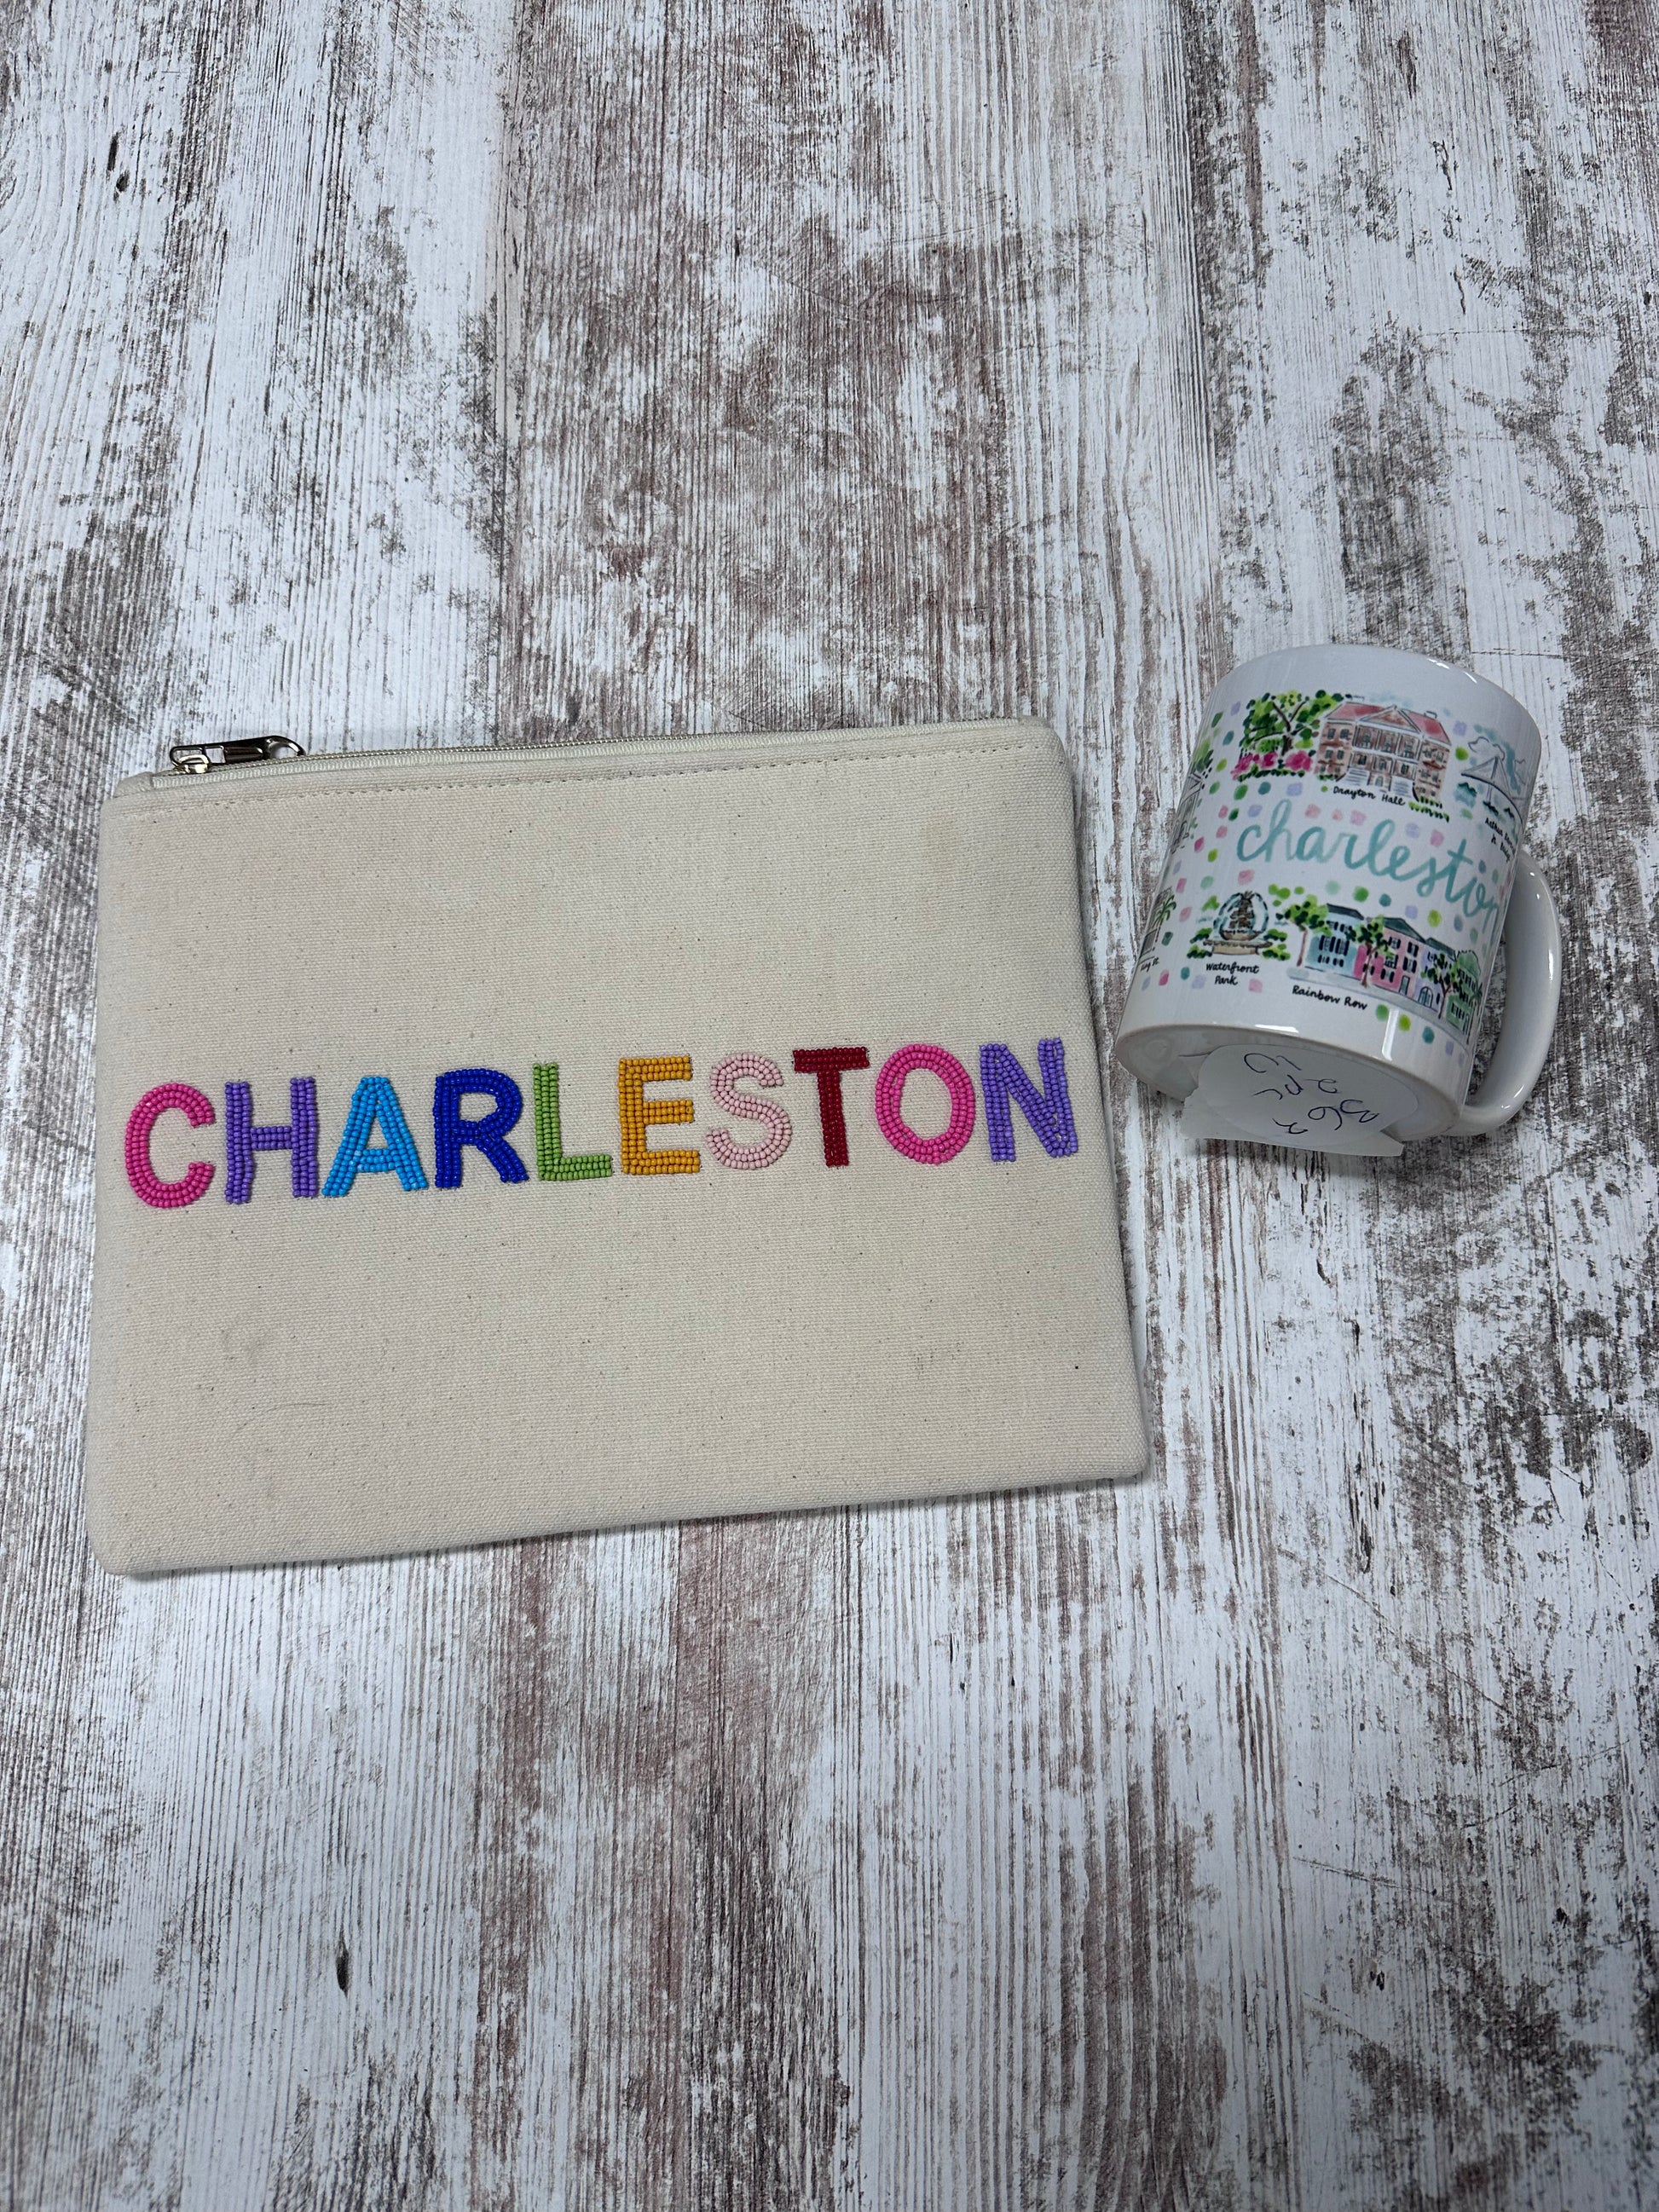 CHARLESTON
Drayton Hall
charleston
Waterfront
Park
Rainbow Row